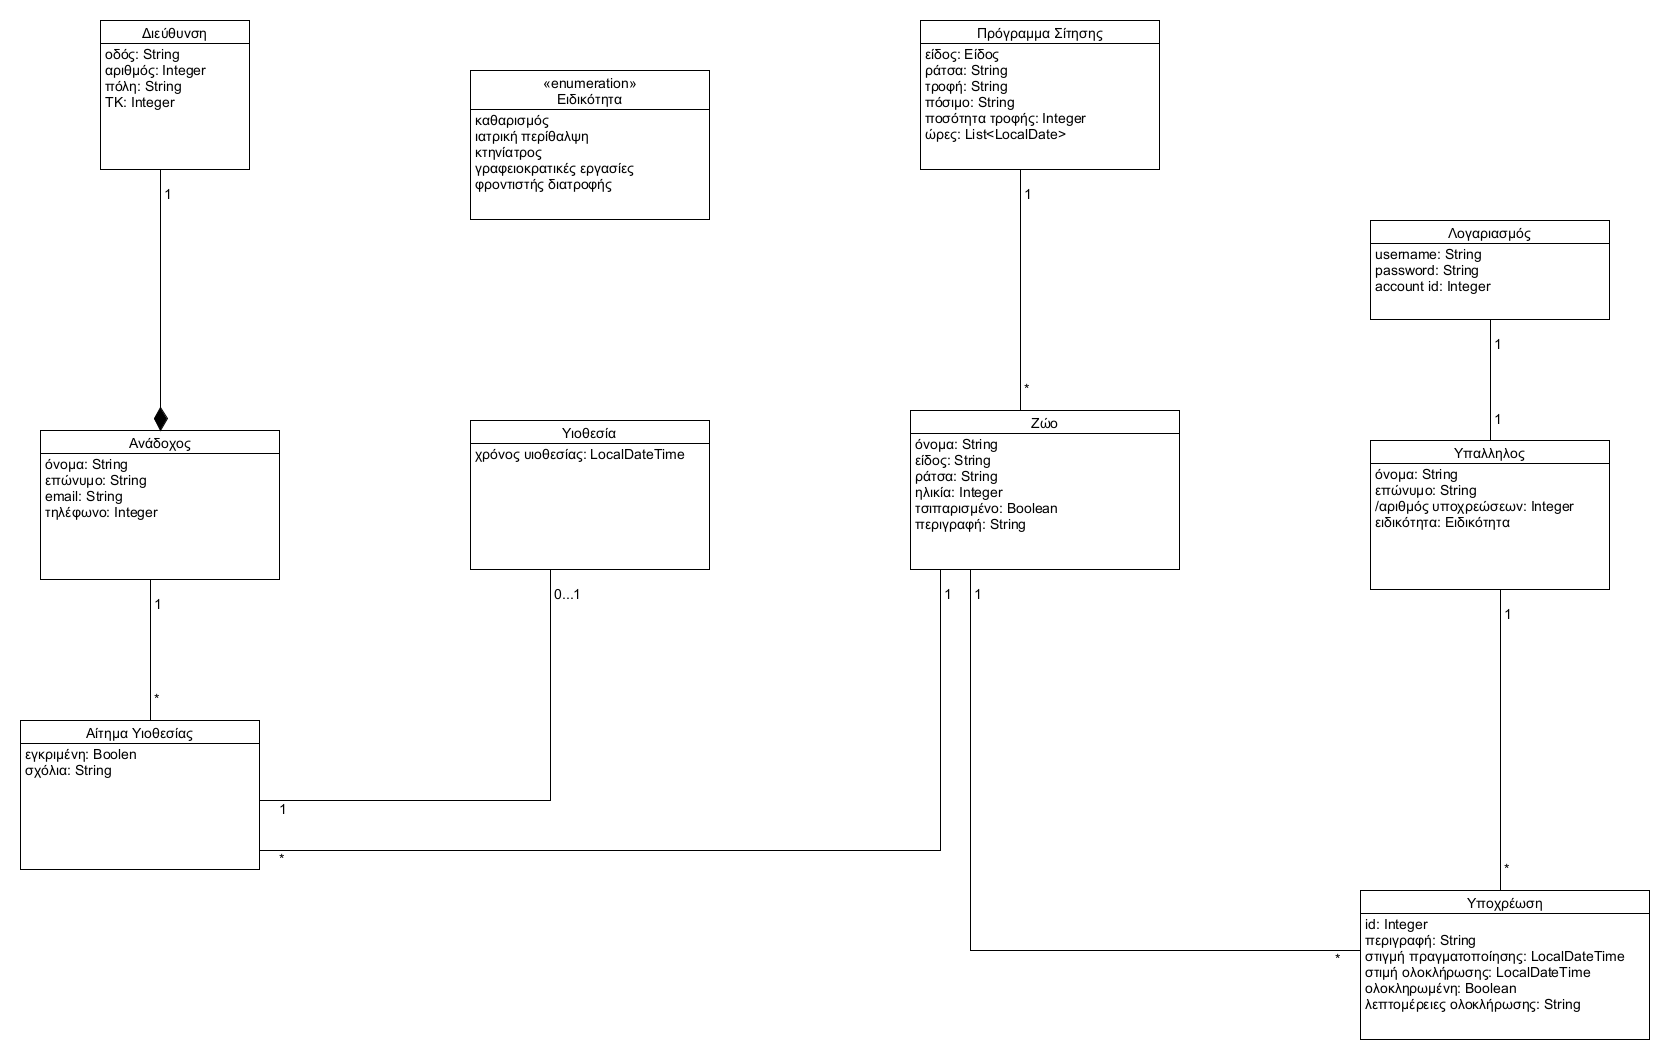 Διεύθυνση
οδός: String
αριθμός: Integer
πόλη: String
ΤΚ: Integer
1
«enumeration»
Ειδικότητα
καθαρισμός
ιατρική περίθαλψη
κτηνίατρος
γραφειοκρατικές εργασίες
φροντιστής διατροφής
Πρόγραμμα Σίτησης
είδος: Είδος
ράτσα: String
τροφή: String
πόσιμο: String
ποσότητα τροφής: Integer
ώρες: List<LocalDate>
1
*
Λογαριασμός
username: String
password: String
account id: Integer
1
1
Ανάδοχος
όνομα: String
επώνυμο: String
email: String
τηλέφωνο: Integer
1
*
Υιοθεσία
χρόνος υιοθεσίας: LocalDateTime
0...1
Ζώο
όνομα: String
είδος: String
ράτσα: String
ηλικία: Integer
τσιπαρισμένο: Boolean
περιγραφή: String
1
1
Υπαλληλος
όνομα: String
επώνυμο: String
/αριθμός υποχρεώσεων: Integer
ειδικότητα: Ειδικότητα
1
*
Αίτημα Υιοθεσίας
εγκριμένη: Boolen
σχόλια: String
1
*
*
Υποχρέωση
id: Integer
περιγραφή: String
στιγμή πραγματοποίησης: LocalDateTime
στιμή ολοκλήρωσης: LocalDateTime
ολοκληρωμένη: Boolean
λεπτομέρειες ολοκλήρωσης: String